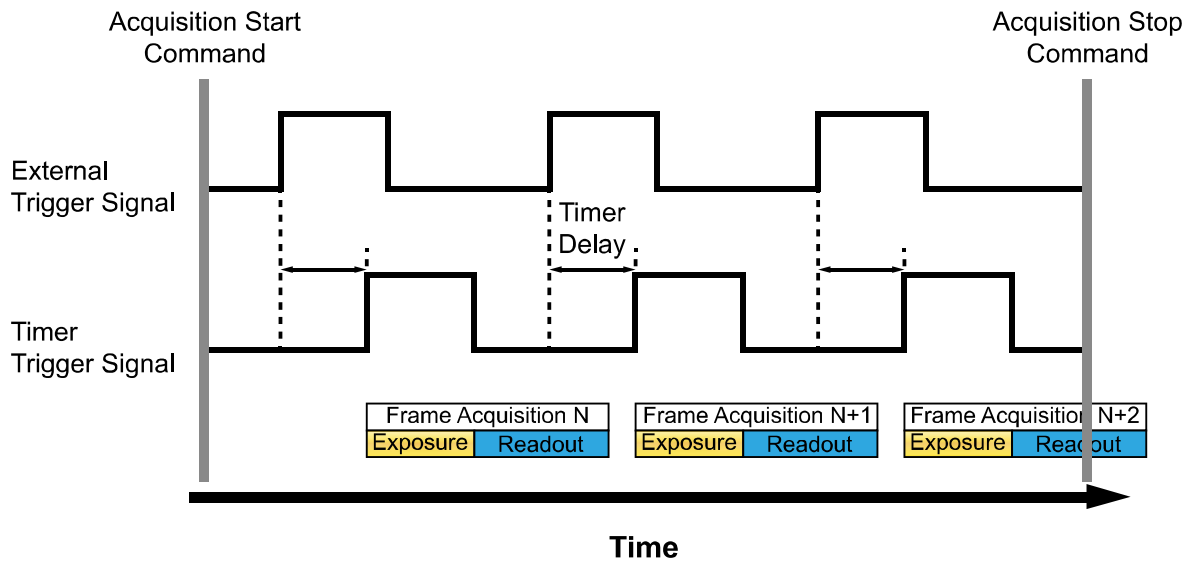 Acquisition Start
Command
Acquisition Stop
Command
External
Trigger Signal
Timer
Delay
Timer
Trigger Signal
Frame Acquisition N
Frame Acquisition N+1
Frame Acquisition N+2
Exposure
Readout
Exposure
Readout
Exposure
Readout
Time